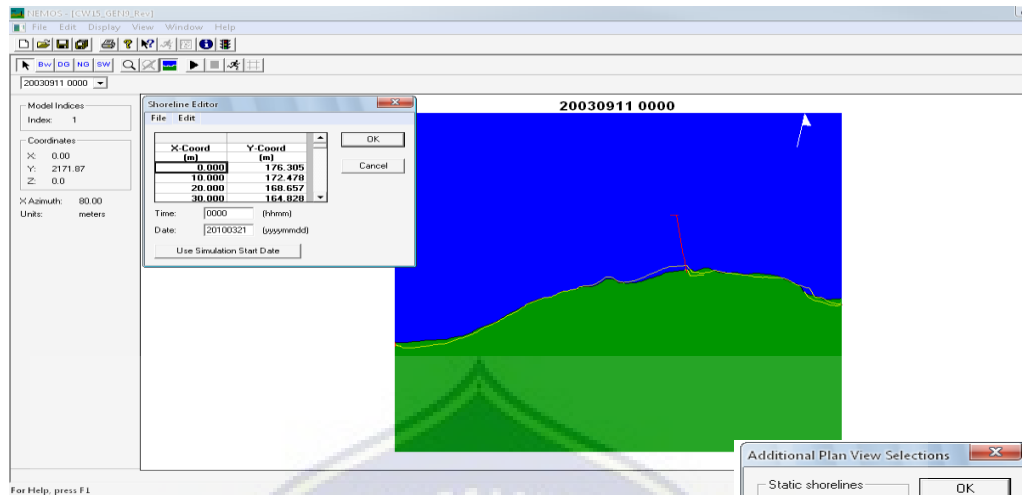 NEMOS - [CW15_GEN9_Rev]
File Edit Display View Window Help
Bw DG NG SW
20030911 0000
Model Indices
Index: 1
Coordinates
X: 0.00
Y: 2171.87
Z: 0.0
X Azimuth: 80.00
Units: meters
Shoreline Editor
File Edit
X-Coord (m) Y-Coord (m)
0.000 176.305
10.000 172.478
20.000 168.657
30.000 164.828
OK
Cancel
Time: 0000 (hhmm)
Date: 20100321 (yyyymmdd)
Use Simulation Start Date
20030911 0000
Additional Plan View Selections
Static shorelines
OK
For Help, press F1